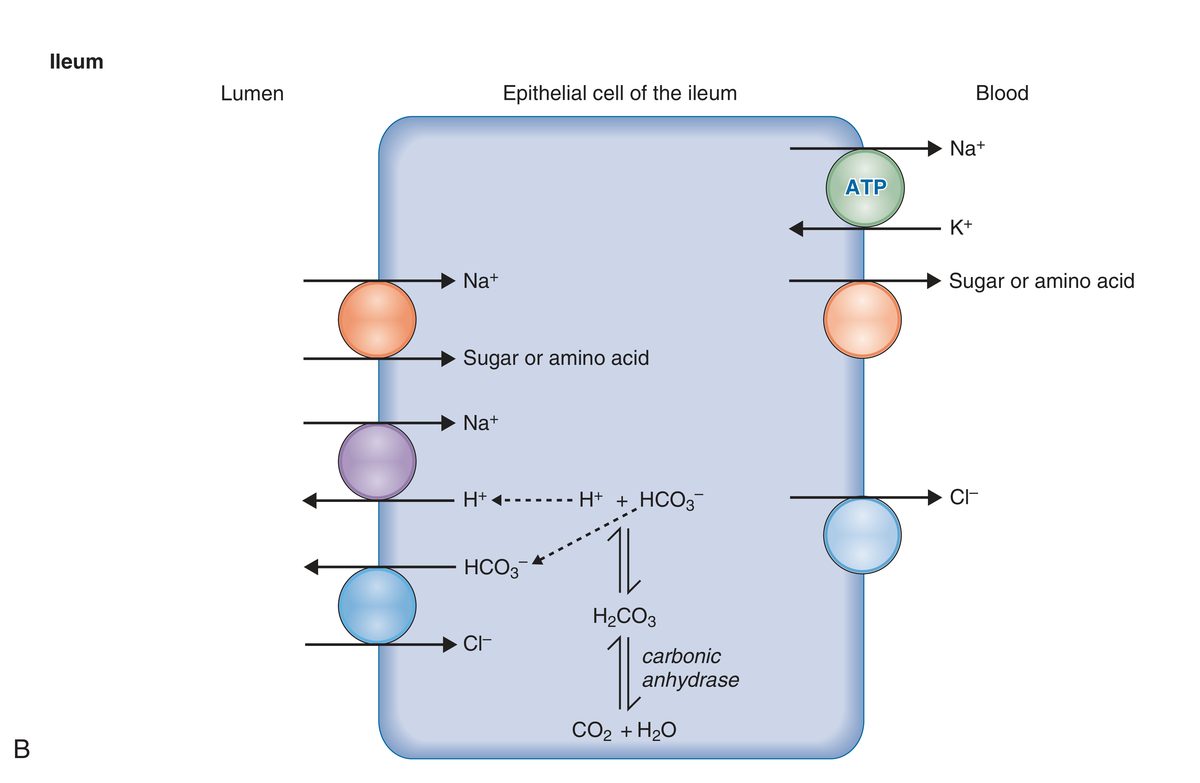 Ileum
Lumen
Epithelial cell of the ileum
Blood
Na⁺
ATP
K⁺
Na⁺
Sugar or amino acid
Sugar or amino acid
Na⁺
H⁺
H⁺ + HCO₃⁻
Cl⁻
HCO₃⁻
H₂CO₃
Cl⁻
carbonic
anhydrase
CO₂ + H₂O
B